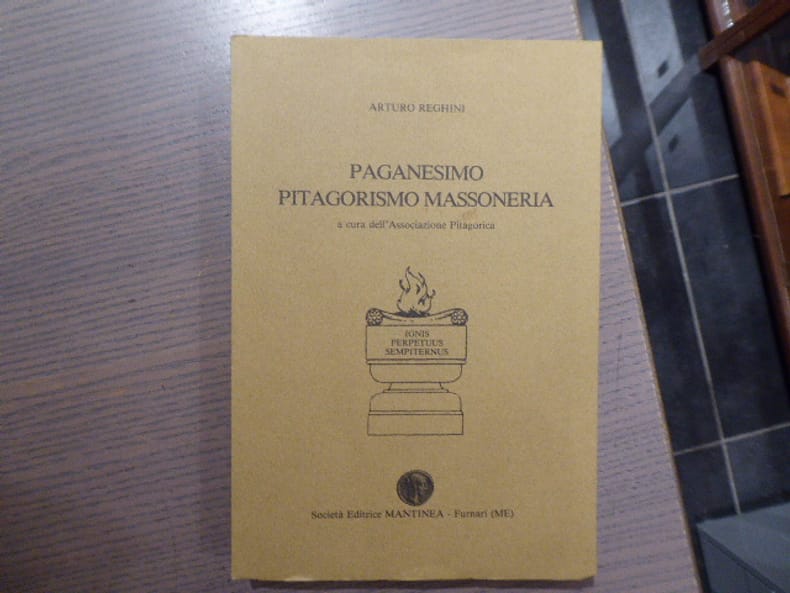 ARTURO REGHINI
PAGANESIMO
PITAGORISMO MASSONERIA
a cura dell'Associazione Pitagorica
IGNIS
PERPETUUS
SEMPITERNUS
Società Editrice MANTINEA - Furnari (ME)